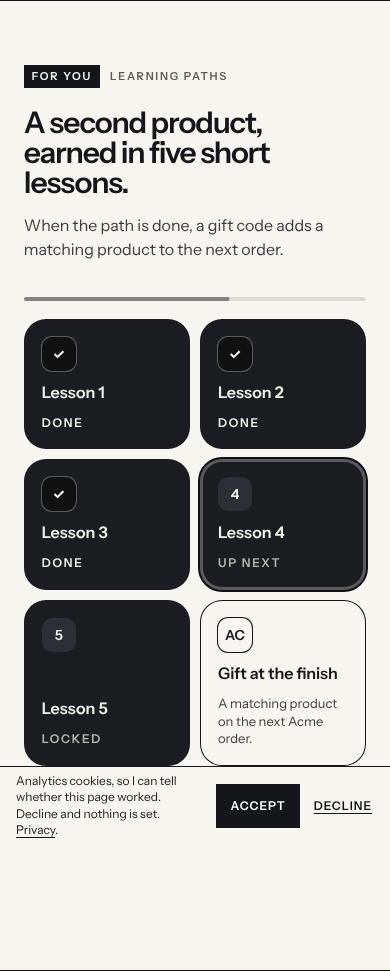 FOR YOU LEARNING PATHS
A second product,
earned in five short
lessons.
When the path is done, a gift code adds a
matching product to the next order.
Lesson 1
DONE
Lesson 2
DONE
Lesson 3
DONE
4
Lesson 4
UP NEXT
5
Lesson 5
LOCKED
AC
Gift at the finish
A matching product
on the next Acme
order.
Analytics cookies, so I can tell
whether this page worked.
Decline and nothing is set.
Privacy.
ACCEPT
DECLINE